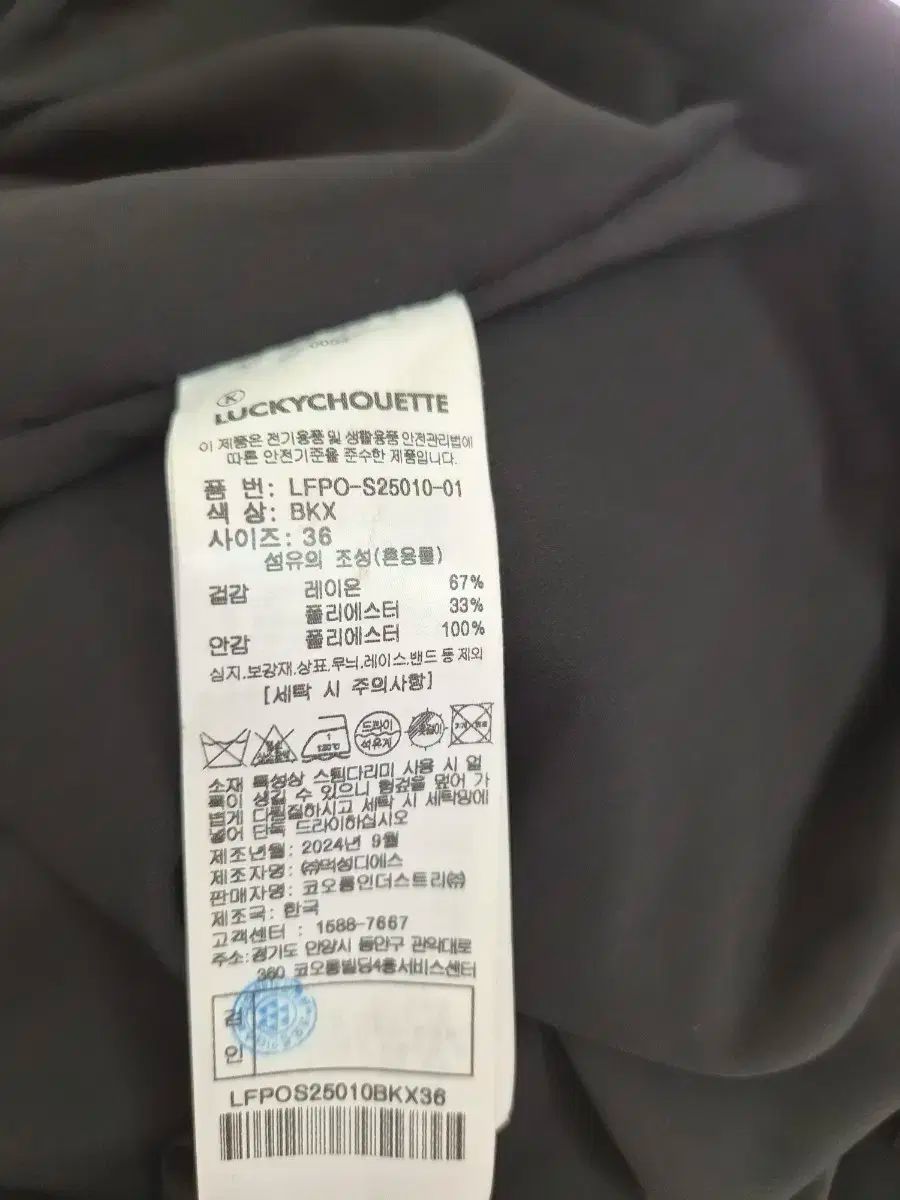 LUCKYCHOUETTE
이 제품은 전기용품 및 생활용품 안전관리법에
따른 안전기준을 준수한 제품입니다.
품 번: LFPO-S25010-01
색 상: BKX
사이즈: 36
섬유의 조성(혼용률)
겉감 레이온 67%
폴리에스터 33%
안감 폴리에스터 100%
심지.보강재.상표.무늬.레이스.밴드 등 제외
[세탁 시 주의사항]
1 120℃ 드라이 석유계 옷걸이
소재 특성상 스팀다리미 사용 시 얼
룩이 생길 수 있으니 헝겊을 덮어 가
볍게 다림질하시고 세탁 시 세탁망에
넣어 단독 드라이하십시오
제조년월: 2024년 9월
제조자명: ㈜덕성디에스
판매자명: 코오롱인더스트리㈜
제조국: 한국
고객센터 : 1588-7667
주소: 경기도 안양시 동안구 관악대로
360 코오롱빌딩4층서비스센터
검
인
LFPOS25010BKX36